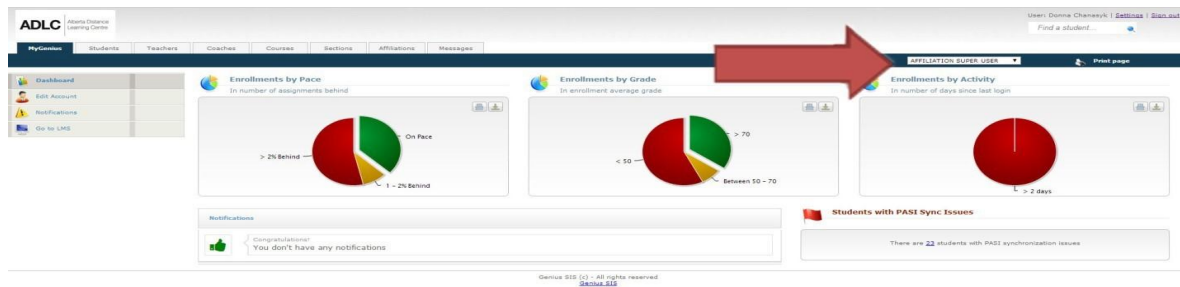 ADLC Alberta Distance Learning Centre
User: Donna Chanasyk | Settings | Sign out
Find a student...
MyGenius Students Teachers Coaches Courses Sections Affiliations Messages
AFFILIATION SUPER USER Print page
Dashboard
Edit Account
Notifications
Go to LMS
Enrollments by Pace
In number of assignments behind
On Pace
> 2% Behind
1 - 2% Behind
Enrollments by Grade
In enrollment average grade
> 70
< 50
Between 50 - 70
Enrollments by Activity
In number of days since last login
> 2 days
Notifications
Congratulations!
You don't have any notifications
Students with PASI Sync Issues
There are 22 students with PASI synchronization issues
Genius SIS (c) - All rights reserved
Genius SIS